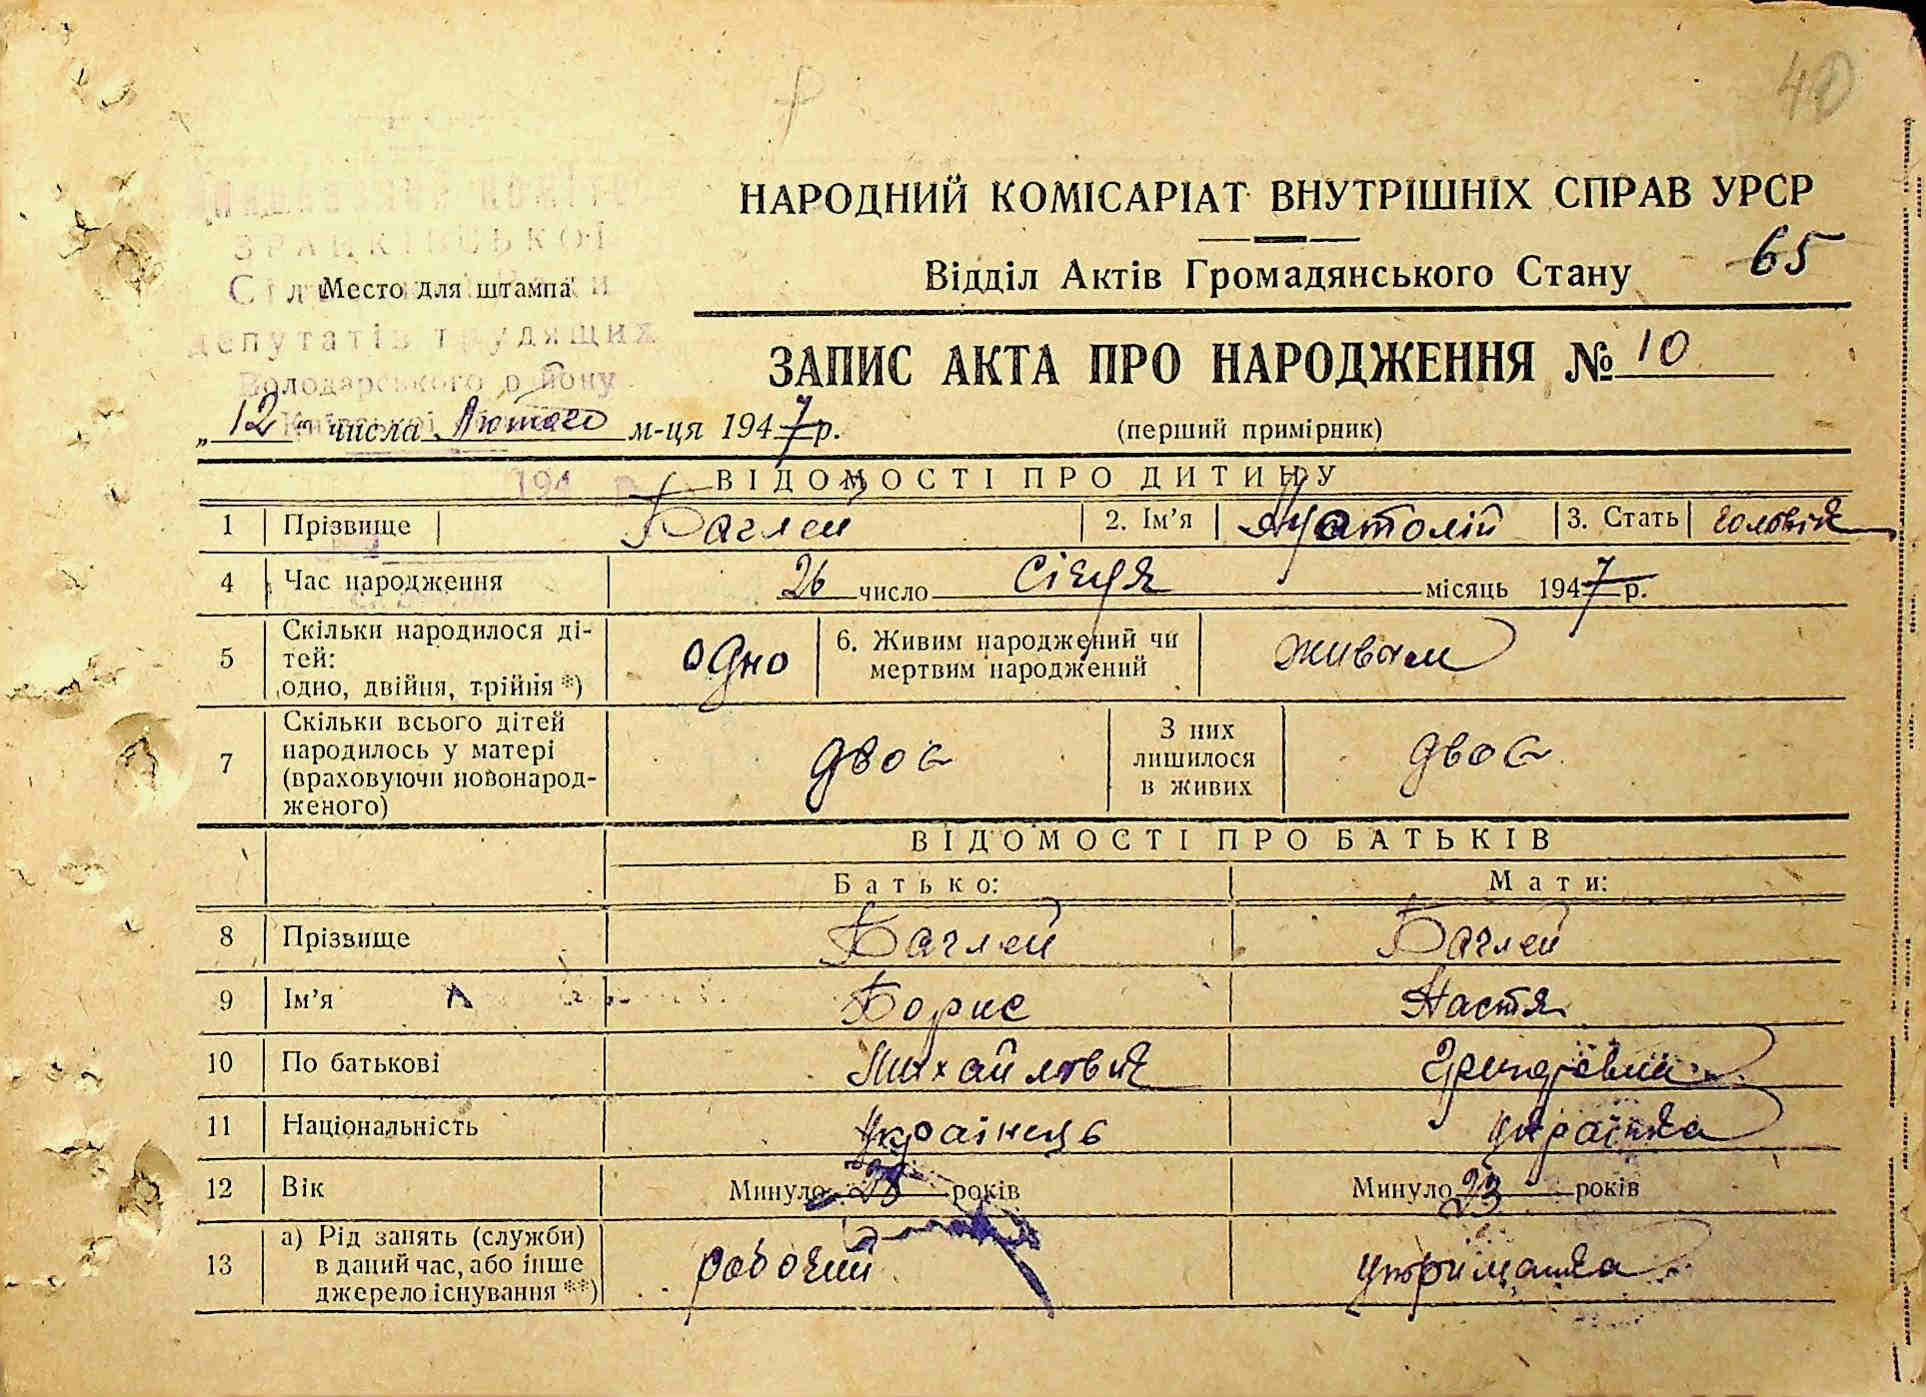 40
НАРОДНИЙ КОМІСАРІАТ ВНУТРІШНІХ СПРАВ УРСР
Відділ Актів Громадянського Стану 65
Место для штампа
депутатів трудящих
Володарського району
ЗАПИС АКТА ПРО НАРОДЖЕННЯ № 10
„12" числа Лютого м-ця 1947 р.
(перший примірник)
194 р.
ВІДОМОСТІ ПРО ДИТИНУ
1 Прізвище Баглей 2. Ім'я Анатолій 3. Стать
4 Час народження 26 число Січня місяць 1947 р.
5 Скільки народилося дітей: одно, двійня, трійня *) одно 6. Живим народжений чи мертвим народжений живим
7 Скільки всього дітей народилось у матері (враховуючи новонародженого) двоє З них лишилося в живих двоє
ВІДОМОСТІ ПРО БАТЬКІВ
Батько: Мати:
8 Прізвище Баглей Баглей
9 Ім'я Борис Настя
10 По батькові Михайлович
11 Національність Українець Українка
12 Вік Минуло 28 років Минуло 23 років
13 а) Рід занять (служби) в даний час, або інше джерело існування **) робочий утриманка